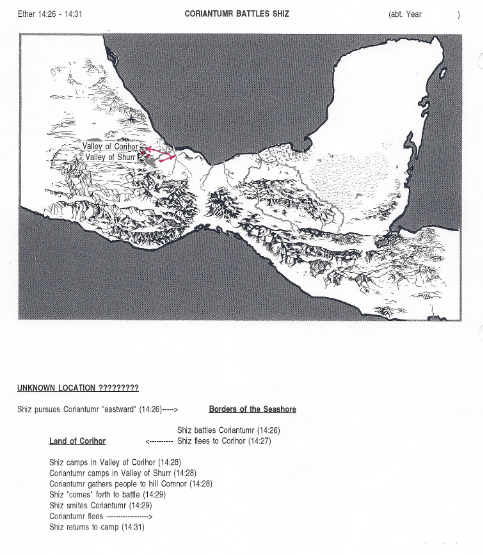 Ether 14:26 - 14:31 CORIANTUMR BATTLES SHIZ (abt. Year )
Valley of Corihor
Valley of Shurr
UNKNOWN LOCATION ?????????
Shiz pursues Coriantumr "eastward" (14:26)-----> Borders of the Seashore
Shiz battles Coriantumr (14:26)
Land of Corihor <--------- Shiz flees to Corihor (14:27)
Shiz camps in Valley of Corihor (14:28)
Coriantumr camps in Valley of Shurr (14:28)
Coriantumr gathers people to hill Comnor (14:28)
Shiz "comes" forth to battle (14:29)
Shiz smites Coriantumr (14:29)
Coriantumr flees ------------------>
Shiz returns to camp (14:31)